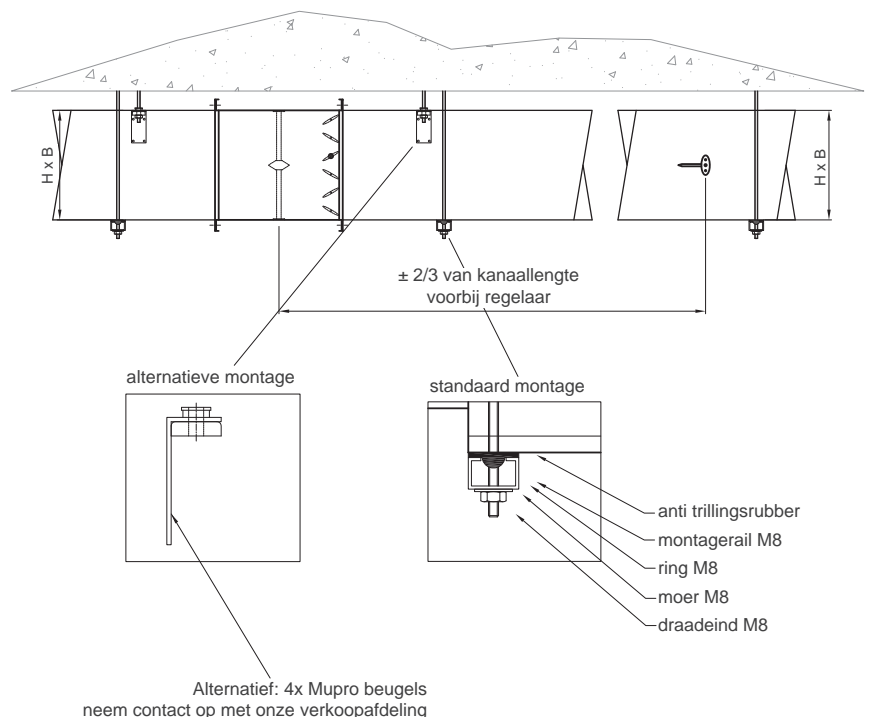 H x B
H x B
± 2/3 van kanaallengte
voorbij regelaar
alternatieve montage
standaard montage
anti trillingsrubber
montagerail M8
ring M8
moer M8
draadeind M8
Alternatief: 4x Mupro beugels
neem contact op met onze verkoopafdeling